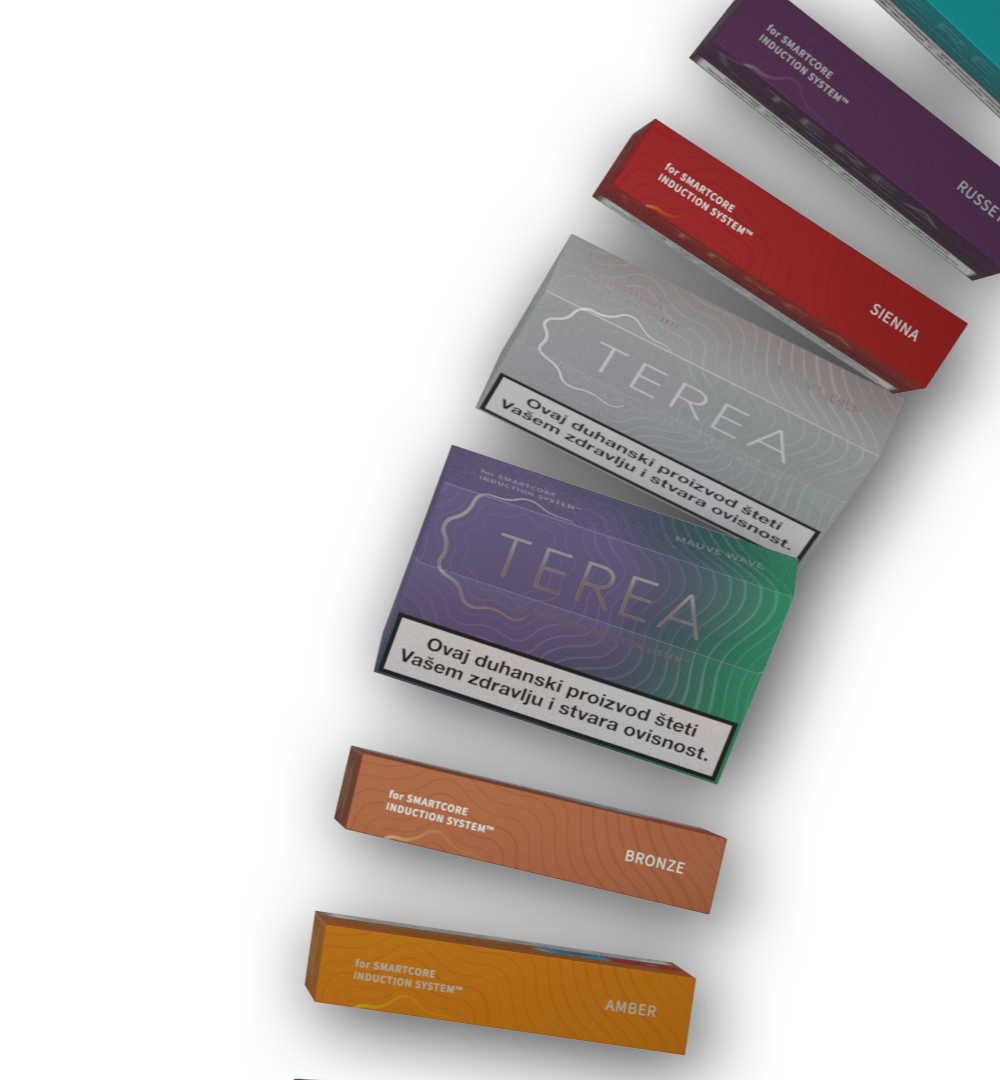 for SMARTCORE
INDUCTION SYSTEM™
for SMARTCORE
INDUCTION SYSTEM™
SIENNA
TEREA
Ovaj duhanski proizvod šteti
Vašem zdravlju i stvara ovisnost.
for SMARTCORE
INDUCTION SYSTEM™
MAUVE WAVE
TEREA
Ovaj duhanski proizvod šteti
Vašem zdravlju i stvara ovisnost.
for SMARTCORE
INDUCTION SYSTEM™
BRONZE
for SMARTCORE
INDUCTION SYSTEM™
AMBER